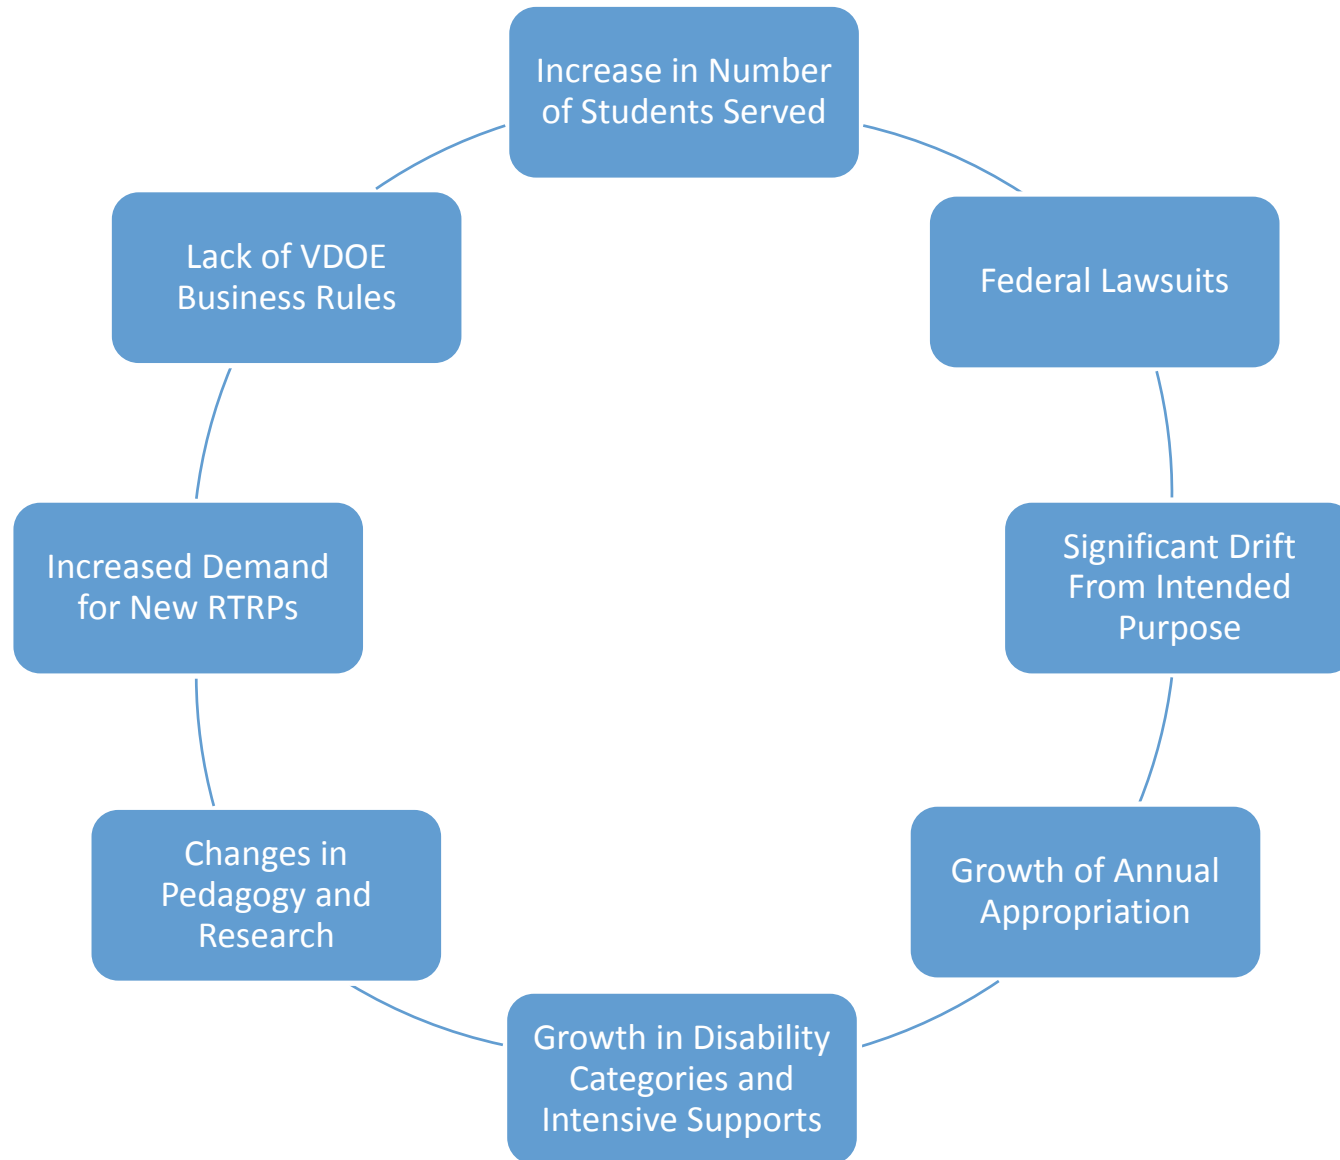 Increase in Number
of Students Served
Federal Lawsuits
Significant Drift
From Intended
Purpose
Growth of Annual
Appropriation
Growth in Disability
Categories and
Intensive Supports
Changes in
Pedagogy and
Research
Increased Demand
for New RTRPs
Lack of VDOE
Business Rules